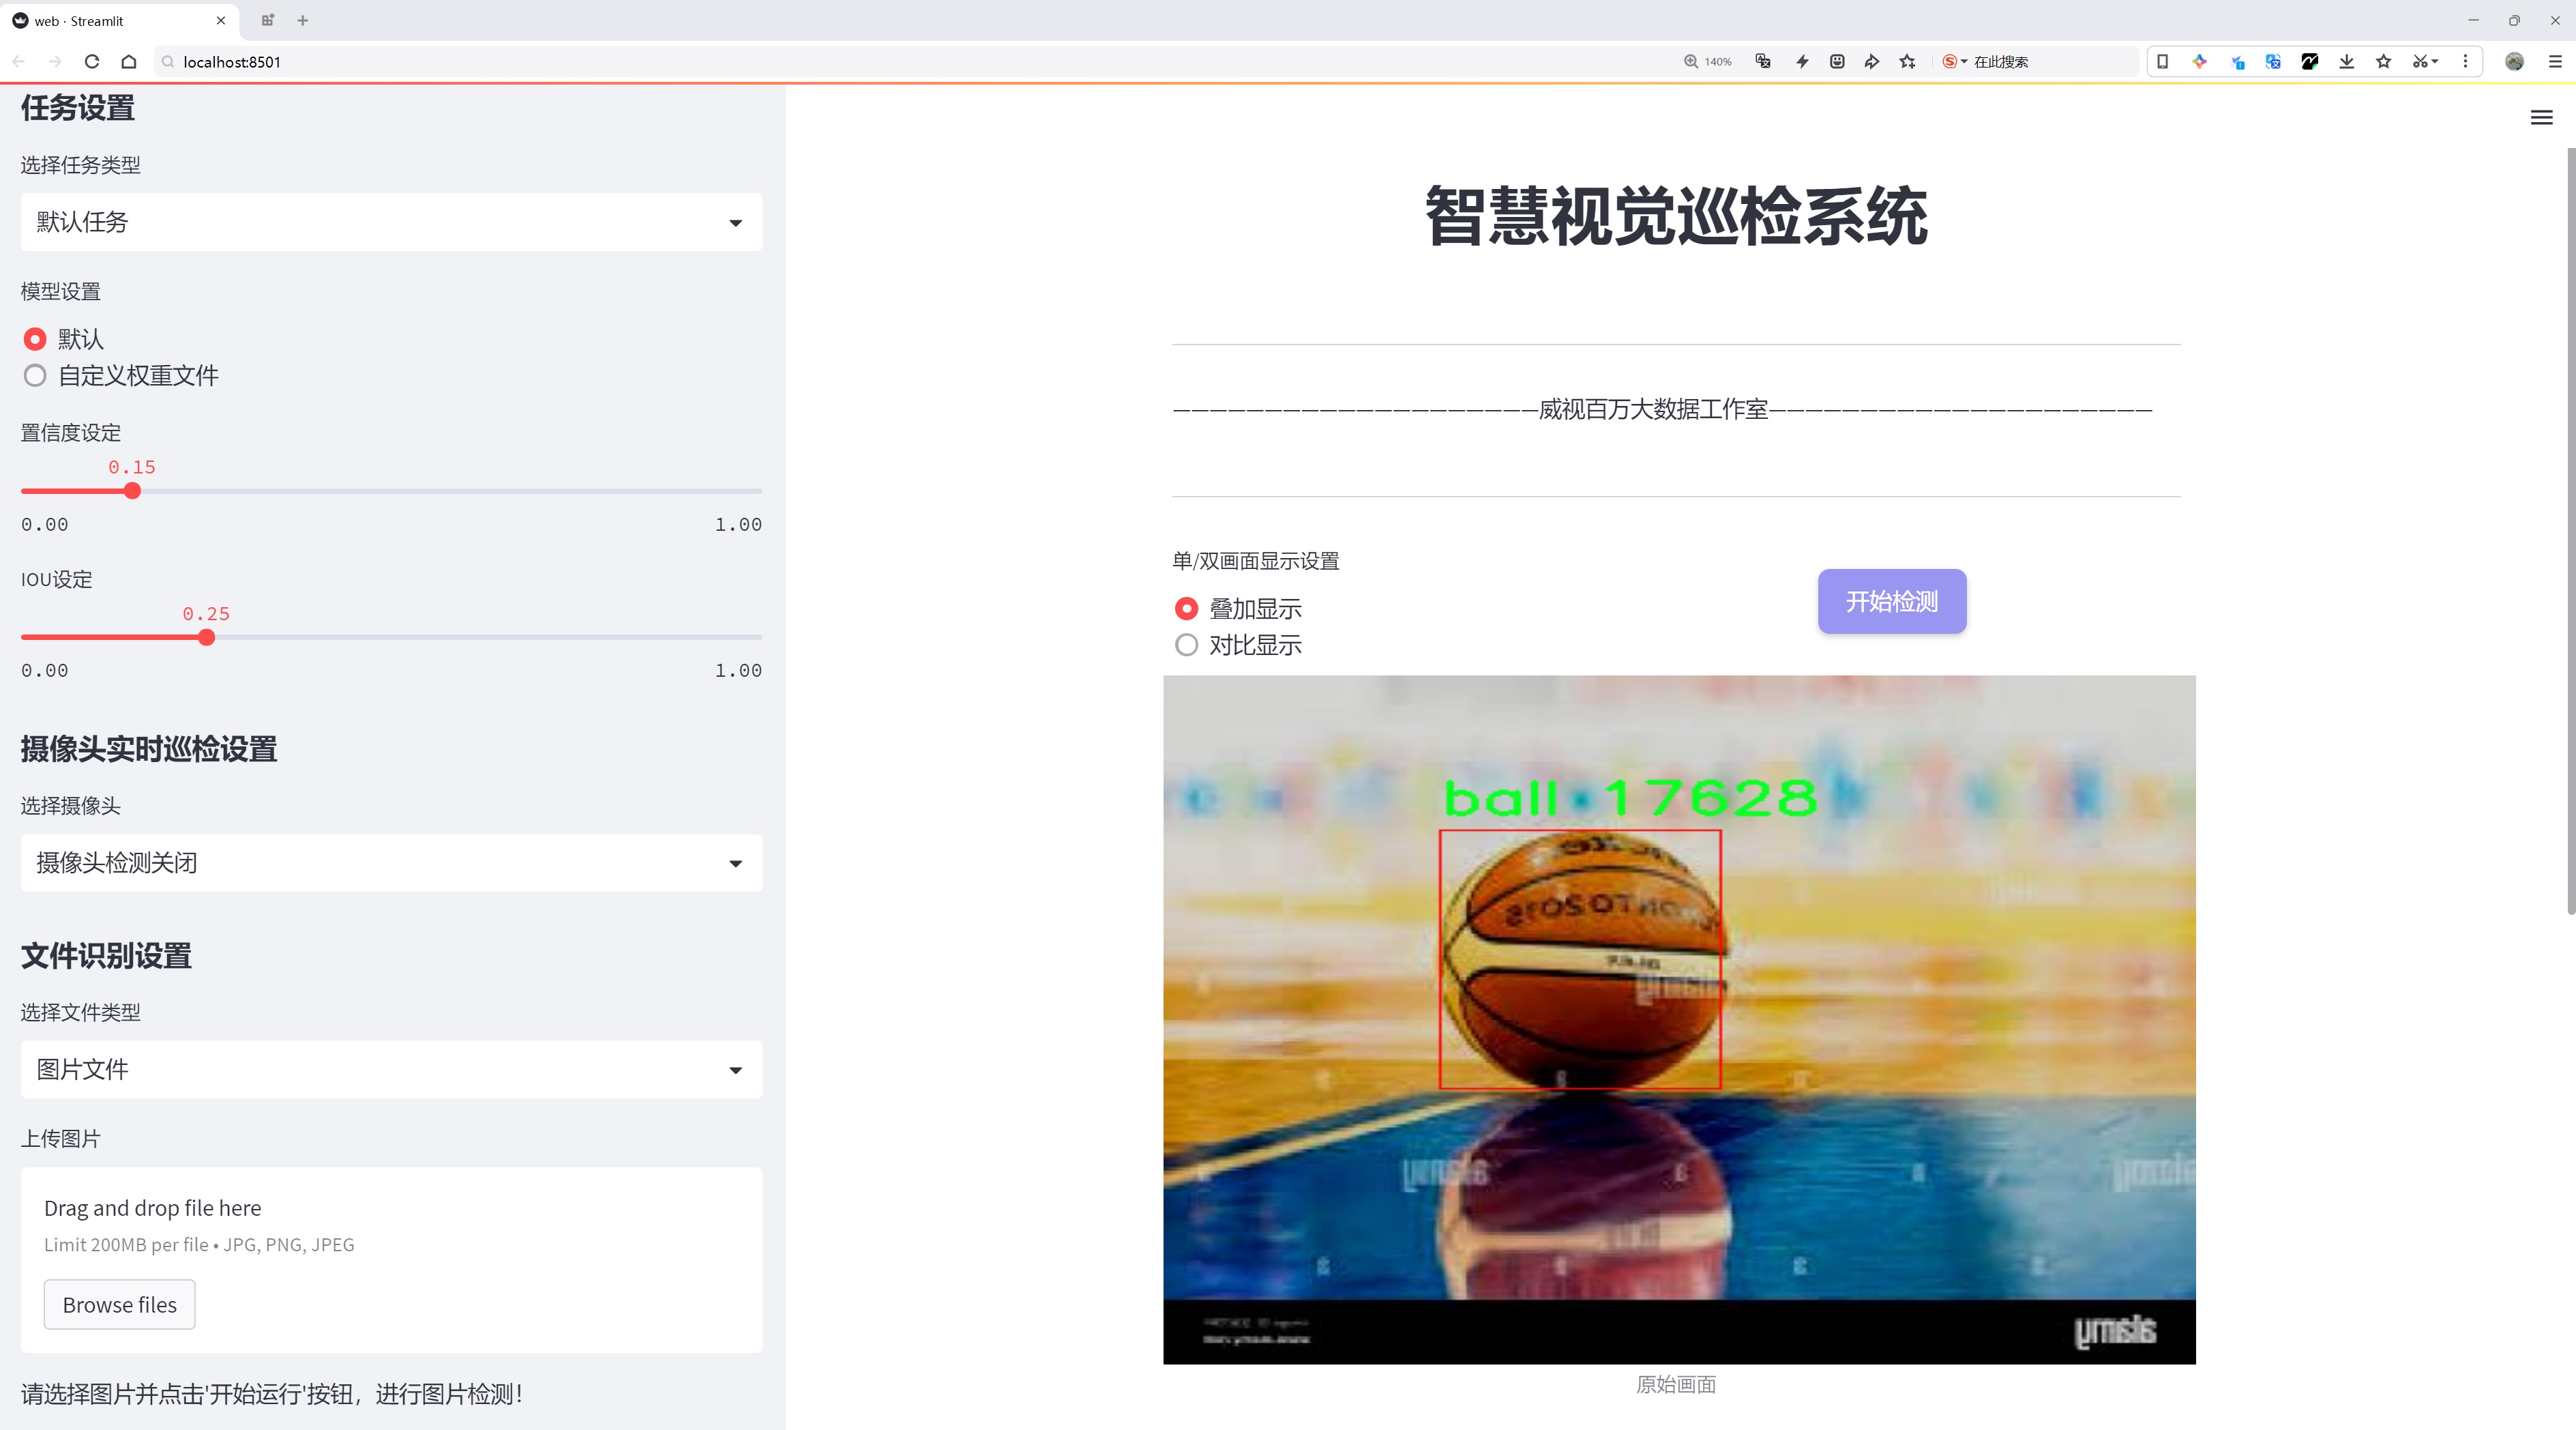 web · Streamlit
localhost:8501
140%
在此搜索
任务设置
选择任务类型
默认任务
模型设置
默认
自定义权重文件
置信度设定
0.15
0.00
1.00
IOU设定
0.25
0.00
1.00
摄像头实时巡检设置
选择摄像头
摄像头检测关闭
文件识别设置
选择文件类型
图片文件
上传图片
Drag and drop file here
Limit 200MB per file • JPG, PNG, JPEG
Browse files
请选择图片并点击'开始运行'按钮，进行图片检测！
智慧视觉巡检系统
————————————————————威视百万大数据工作室—————————————————————
单/双画面显示设置
叠加显示
对比显示
开始检测
ball 17628
alamy
原始画面